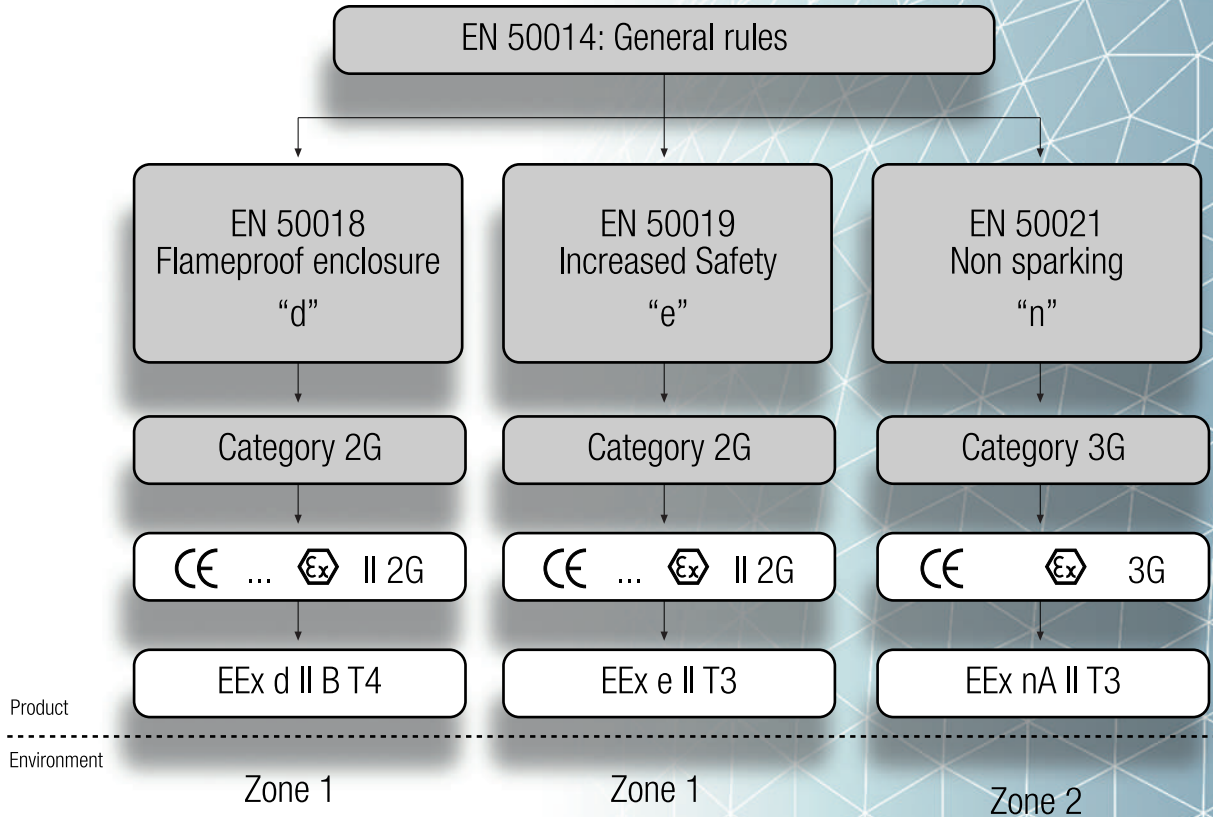 EN 50014: General rules
EN 50018
Flameproof enclosure
“d”
EN 50019
Increased Safety
“e”
EN 50021
Non sparking
“n”
Category 2G
Category 2G
Category 3G
CE ... Ex II 2G
CE ... Ex II 2G
CE Ex 3G
EEx d II B T4
EEx e II T3
EEx nA II T3
Product
Environment
Zone 1
Zone 1
Zone 2